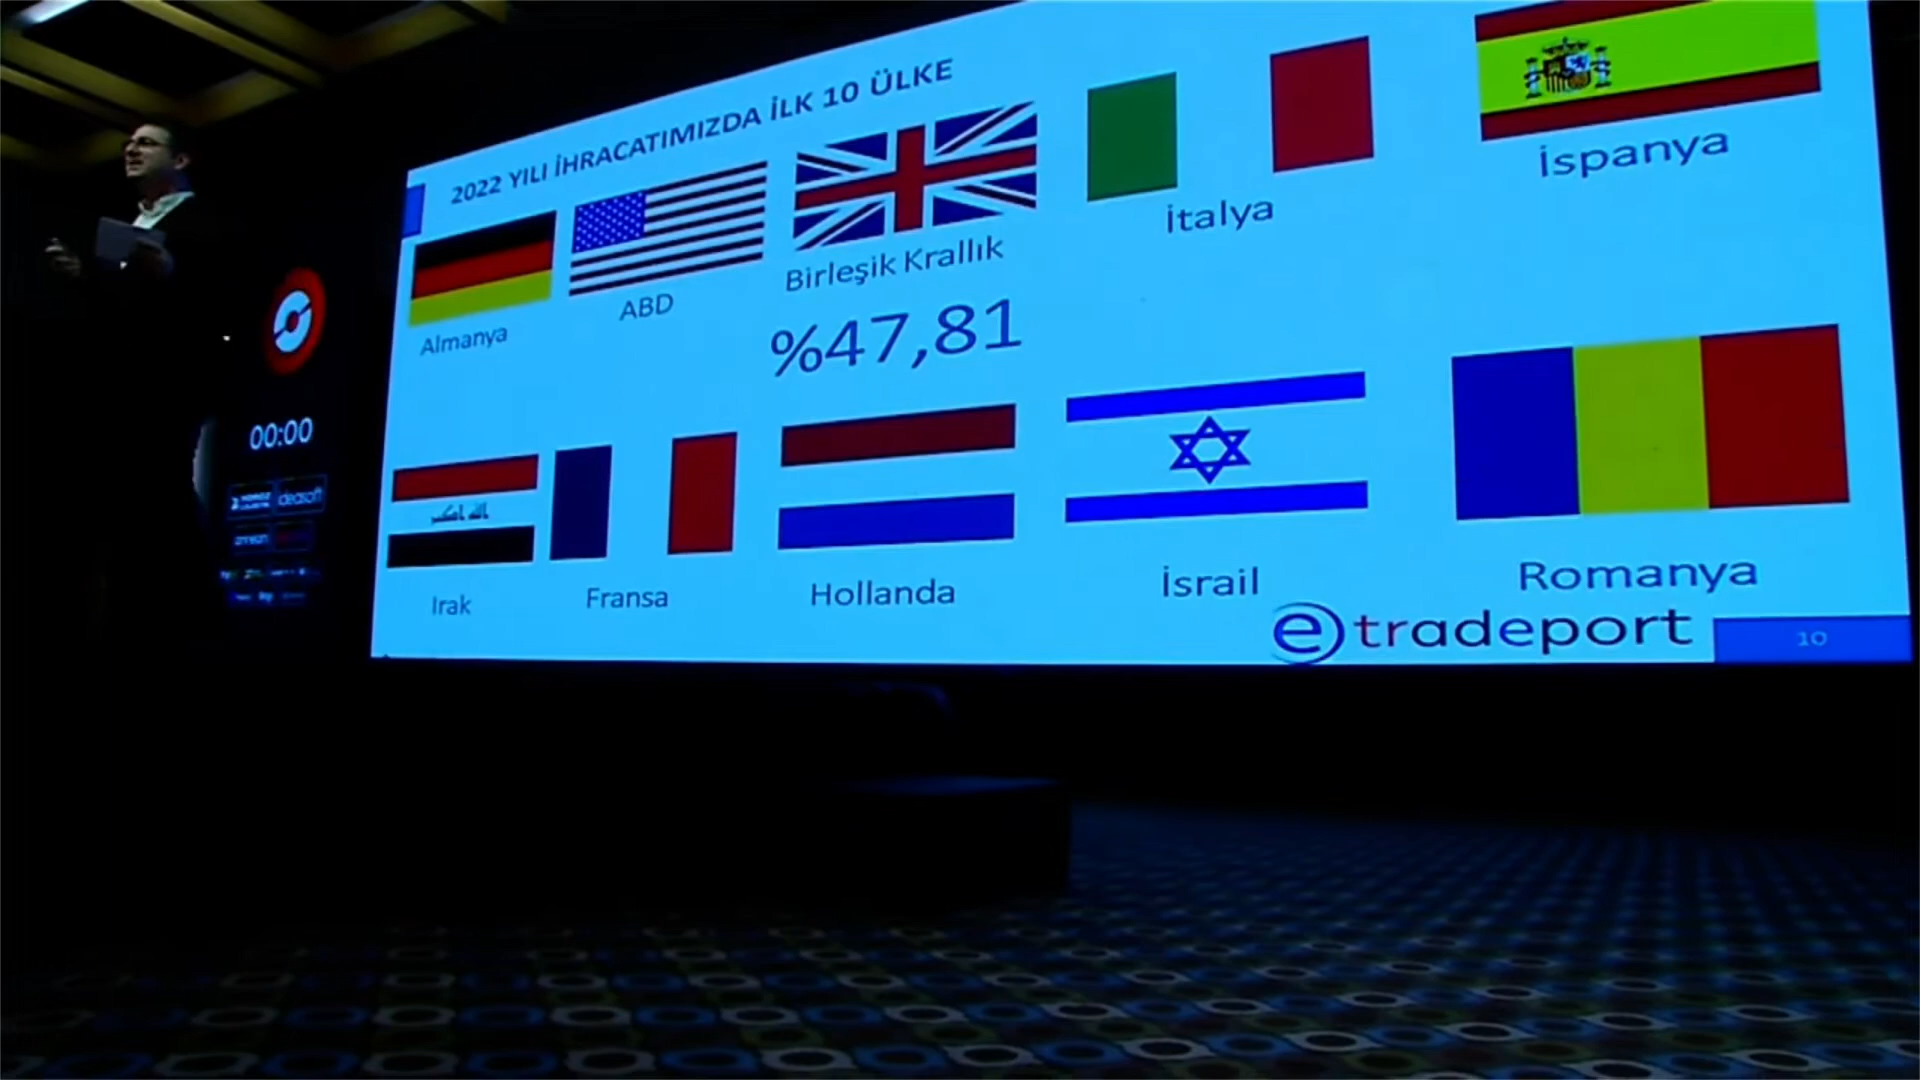 2022 YILI İHRACATIMIZDA İLK 10 ÜLKE
Almanya
ABD
Birleşik Krallık
İtalya
İspanya
%47,81
Irak
Fransa
Hollanda
İsrail
Romanya
etradeport
10
00:00
ideasoft